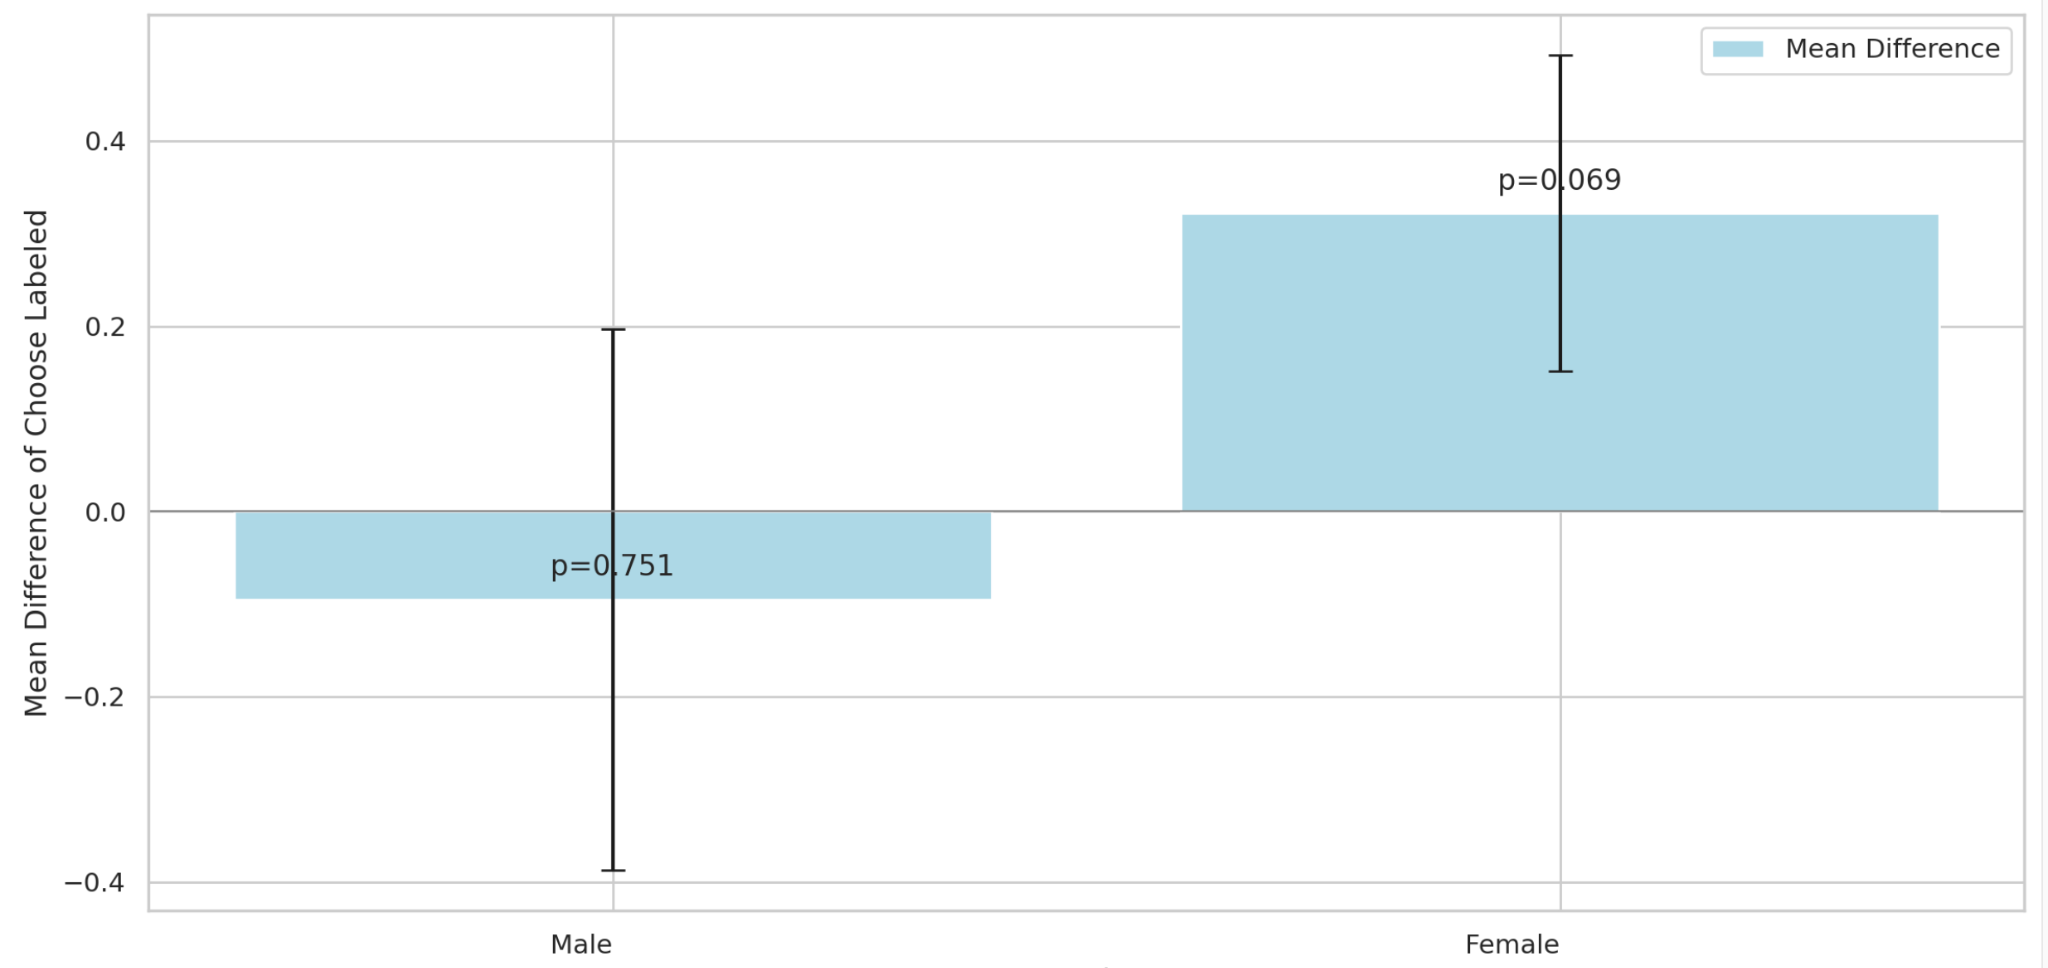 Mean Difference
Mean Difference of Choose Labeled
0.4
p=0.069
0.2
0.0
p=0.751
−0.2
−0.4
Male
Female